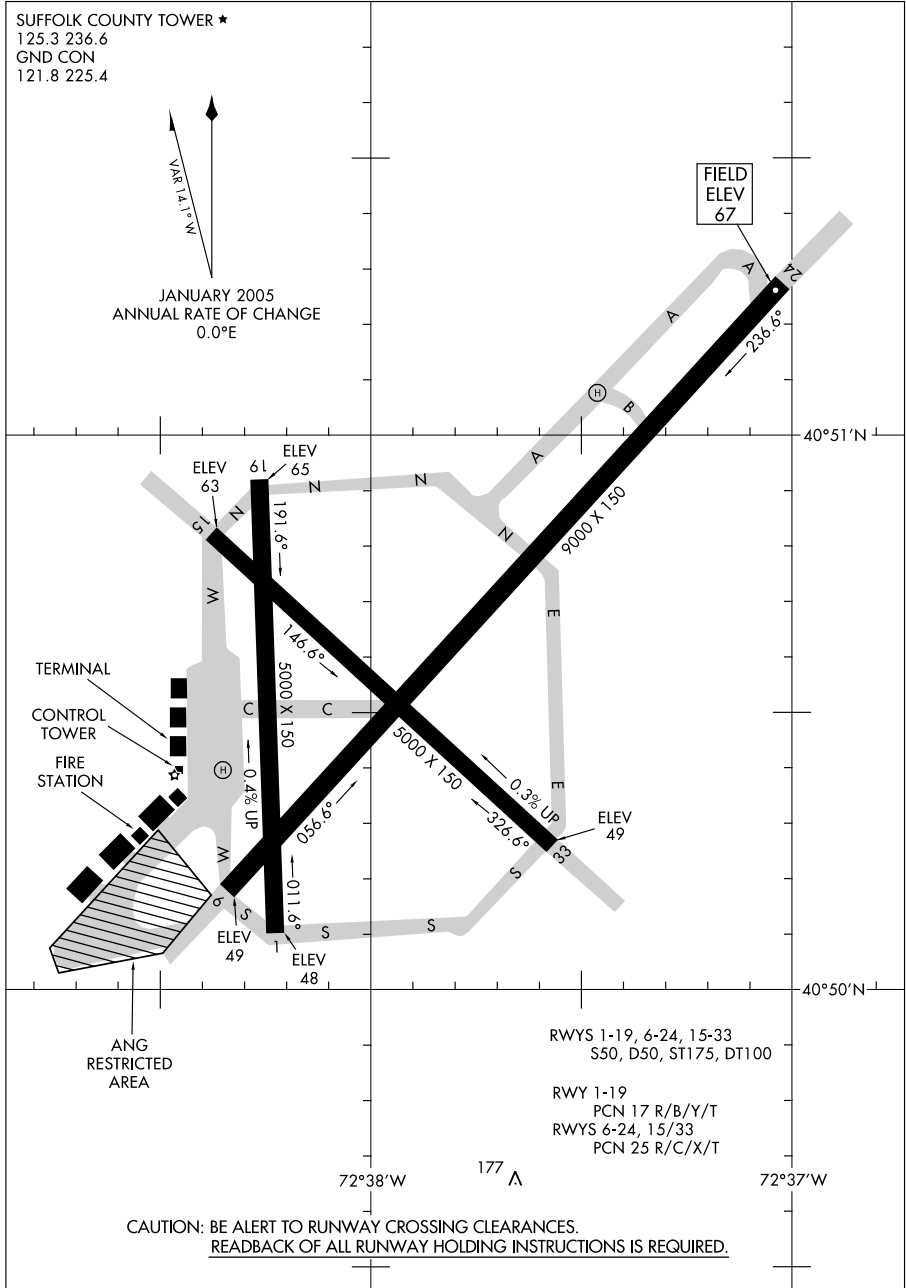 SUFFOLK COUNTY TOWER ★
125.3 236.6
GND CON
121.8 225.4
VAR 14.1° W
JANUARY 2005
ANNUAL RATE OF CHANGE
0.0°E
FIELD
ELEV
67
24
A
236.6°
A
H
B
40°51'N
A
ELEV
63
19
ELEV
65
N
N
N
15
191.6°
N
9000 X 150
W
E
146.6°
TERMINAL
5000 X 150
C
C
CONTROL
TOWER
5000 X 150
FIRE
STATION
H
0.4% UP
0.3% UP
E
056.6°
326.6°
ELEV
49
33
W
S
011.6°
6
S
S
S
1
ELEV
49
ELEV
48
40°50'N
ANG
RESTRICTED
AREA
RWYS 1-19, 6-24, 15-33
S50, D50, ST175, DT100
RWY 1-19
PCN 17 R/B/Y/T
RWYS 6-24, 15/33
PCN 25 R/C/X/T
72°38'W
177
72°37'W
CAUTION: BE ALERT TO RUNWAY CROSSING CLEARANCES.
READBACK OF ALL RUNWAY HOLDING INSTRUCTIONS IS REQUIRED.